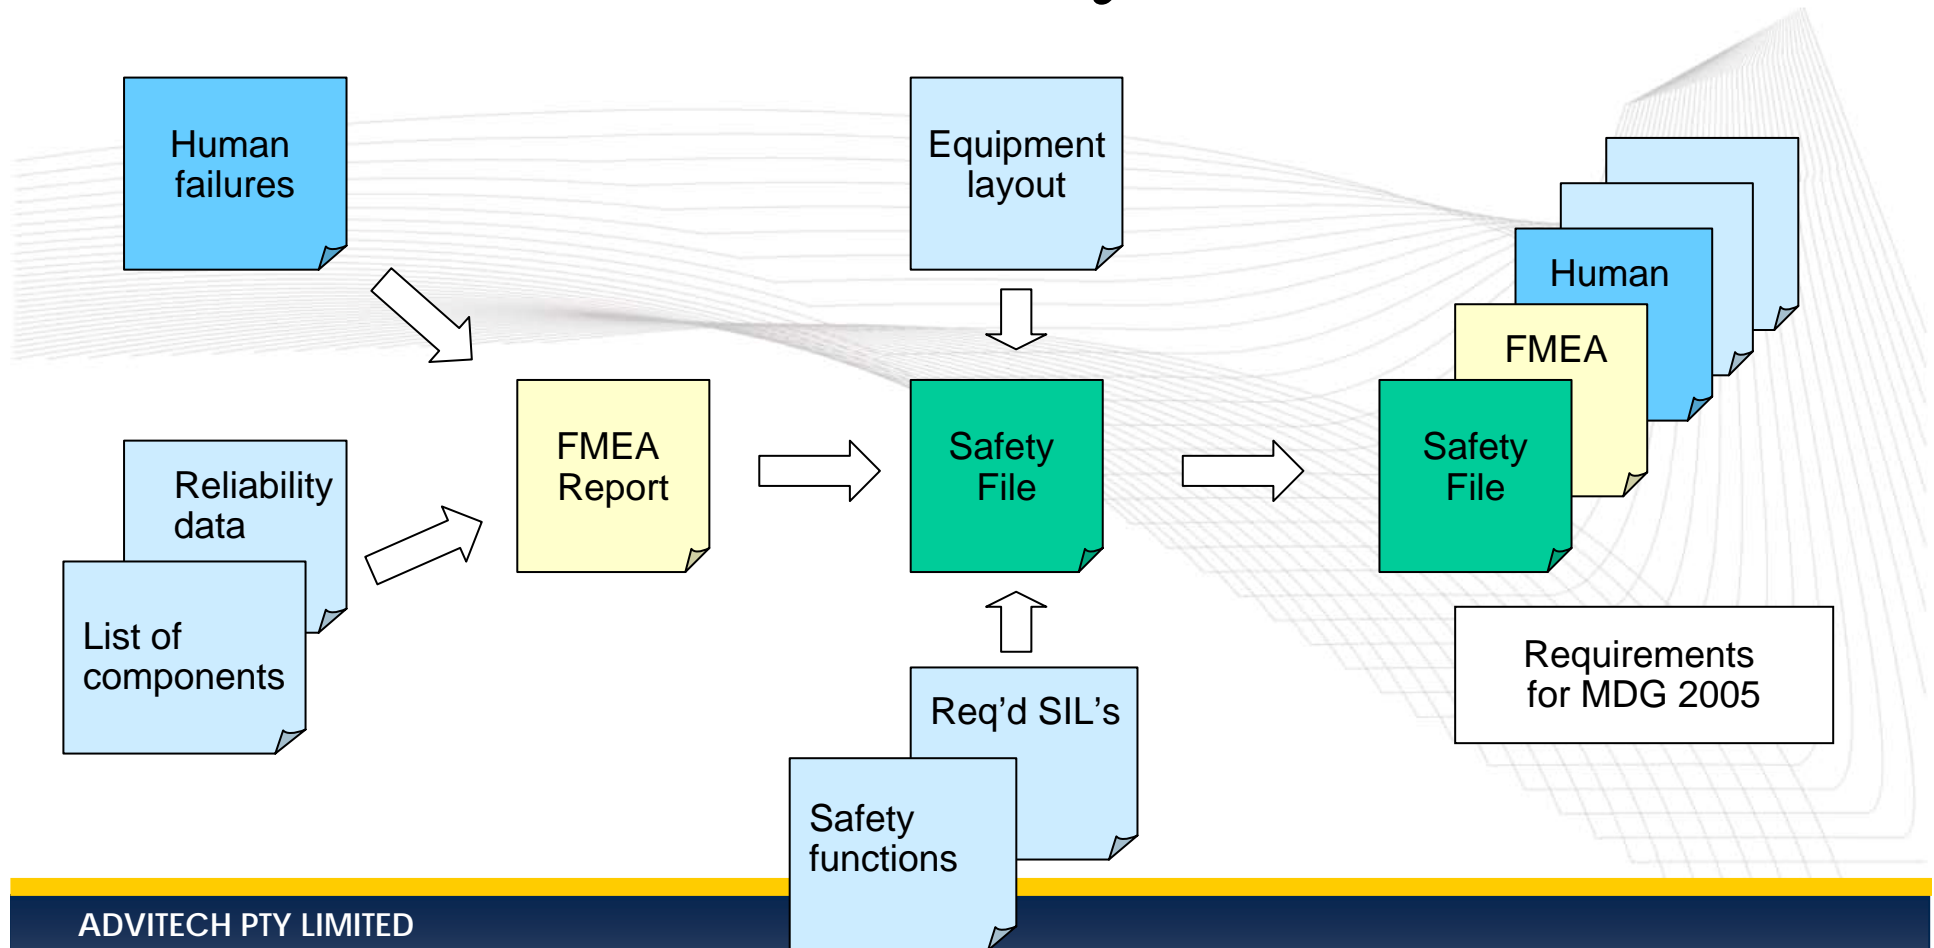 Human
failures
Equipment
layout
Human
FMEA
Reliability
data
FMEA
Report
Safety
File
Safety
File
List of
components
Req'd SIL's
Requirements
for MDG 2005
Safety
functions
ADVITECH PTY LIMITED